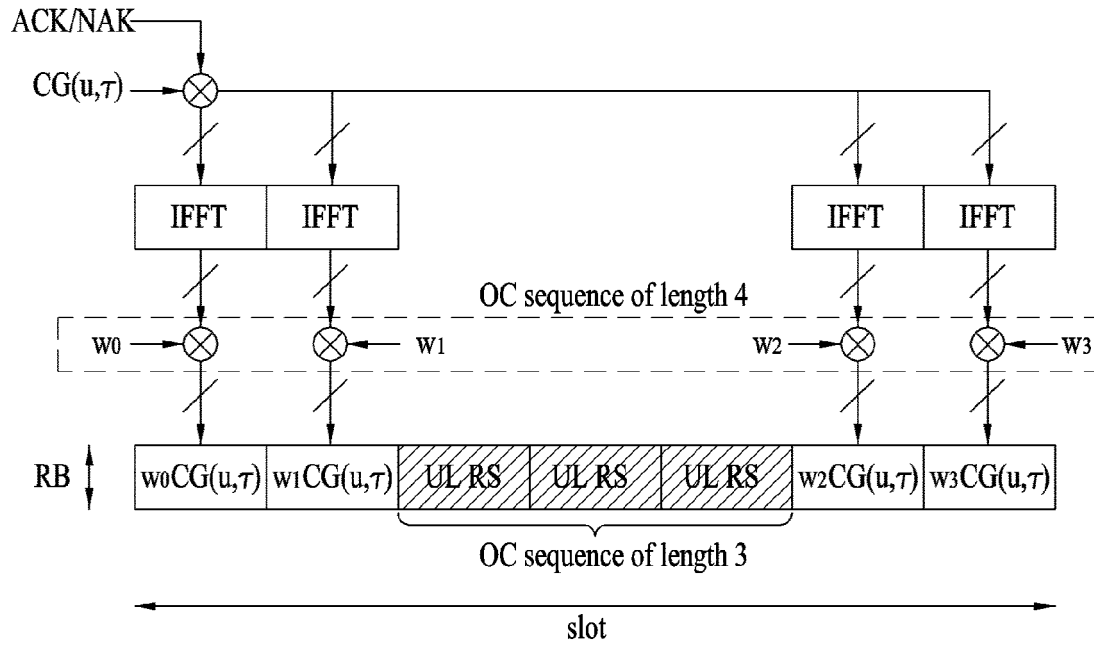 ACK/NAK
CG(u,τ)
IFFT IFFT IFFT IFFT
OC sequence of length 4
w0 w1 w2 w3
RB w0CG(u,τ) w1CG(u,τ) UL RS UL RS UL RS w2CG(u,τ) w3CG(u,τ)
OC sequence of length 3
slot